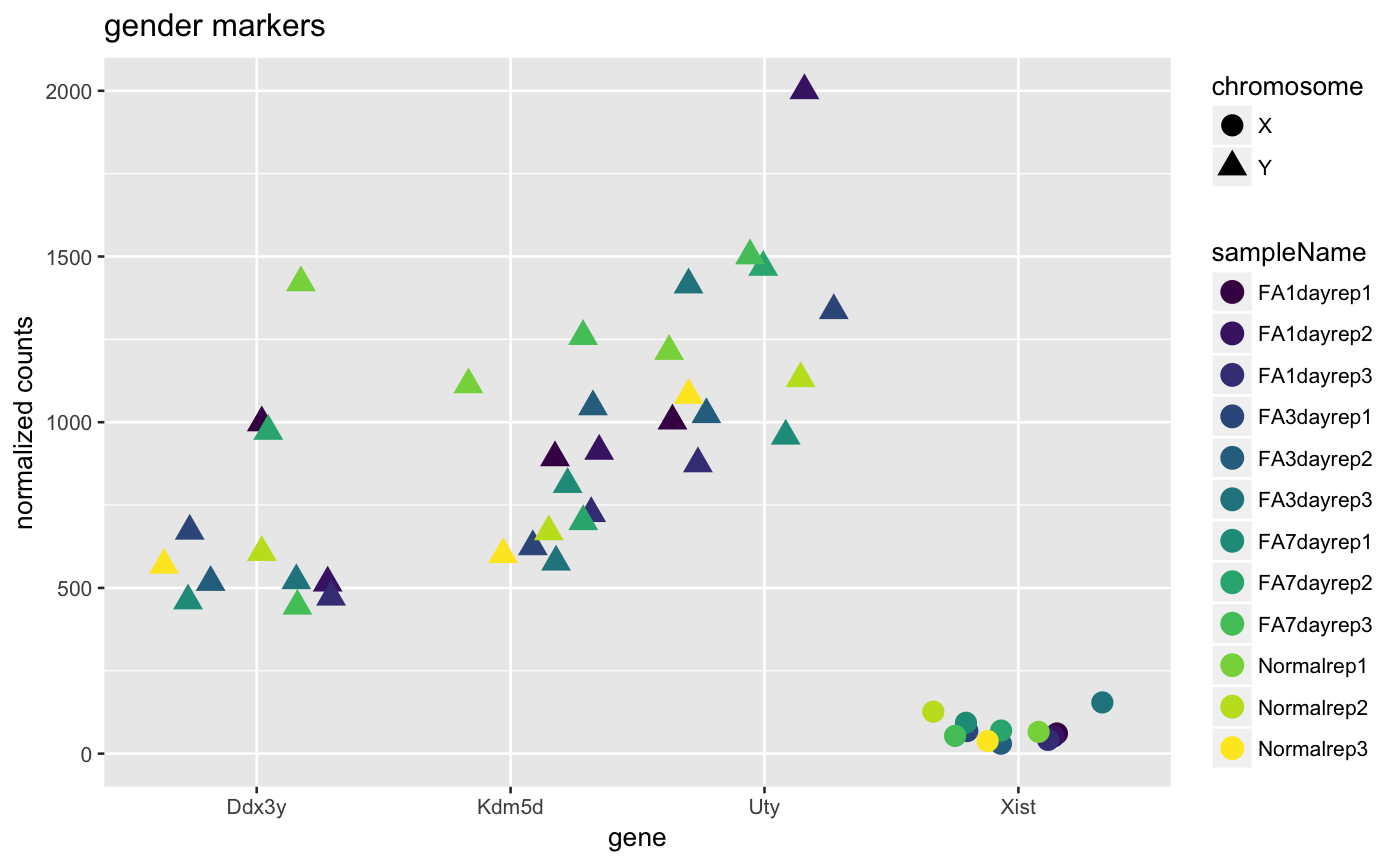 gender markers
2000
1500
1000
500
0
normalized counts
Ddx3y
Kdm5d
Uty
Xist
gene
chromosome
X
Y
sampleName
FA1dayrep1
FA1dayrep2
FA1dayrep3
FA3dayrep1
FA3dayrep2
FA3dayrep3
FA7dayrep1
FA7dayrep2
FA7dayrep3
Normalrep1
Normalrep2
Normalrep3